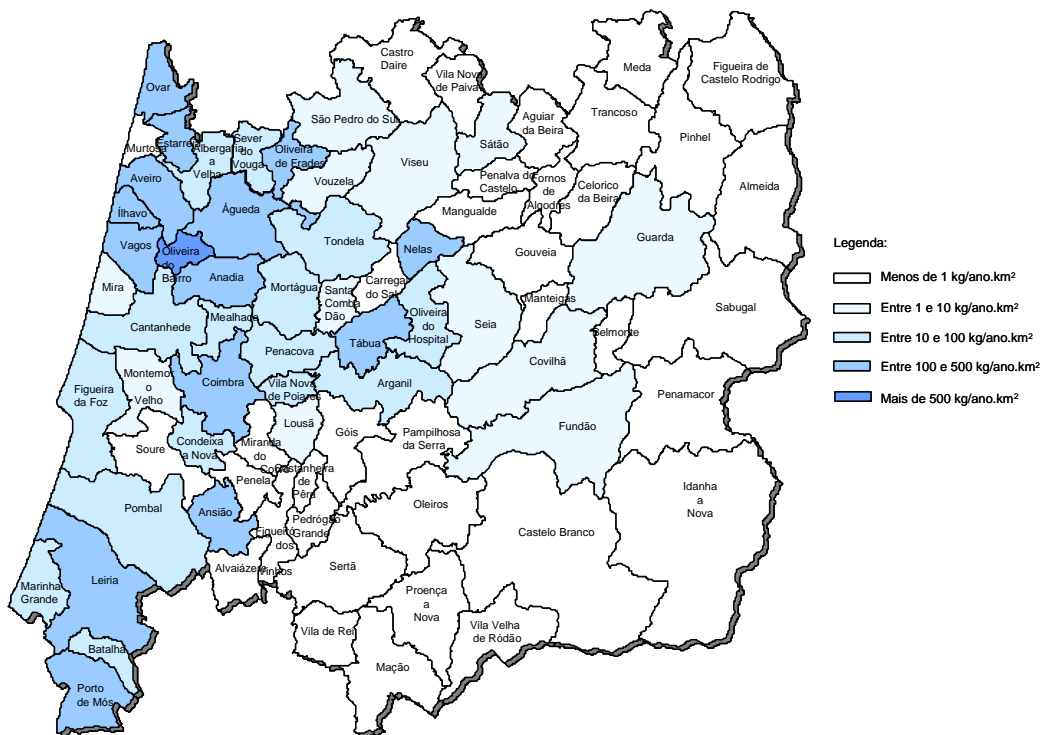 Castro
Daire
Meda
Figueira de
Castelo Rodrigo
Vila Nova
de Paiva
Ovar
Trancoso
São Pedro do Sul
Aguiar
da Beira
Pinhel
Murtosa
Estarreja
Albergaria
a
Velha
Sever
do
Vouga
Oliveira
de Frades
Sátão
Viseu
Aveiro
Vouzela
Penalva do
Castelo
Fornos
de
Algodres
Celorico
da Beira
Almeida
Ílhavo
Águeda
Mangualde
Vagos
Oliveira
do
Bairro
Tondela
Nelas
Gouveia
Guarda
Legenda:
Menos de 1 kg/ano.km²
Entre 1 e 10 kg/ano.km²
Entre 10 e 100 kg/ano.km²
Entre 100 e 500 kg/ano.km²
Mais de 500 kg/ano.km²
Mira
Anadia
Mortágua
Santa
Comba
Dão
Carregal
do Sal
Manteigas
Sabugal
Cantanhede
Mealhada
Oliveira
do
Hospital
Seia
Belmonte
Tábua
Penacova
Covilhã
Figueira
da Foz
Montemor
o
Velho
Coimbra
Vila Nova
de Poiares
Arganil
Penamacor
Soure
Condeixa
a Nova
Miranda
do Corvo
Lousã
Góis
Pampilhosa
da Serra
Fundão
Penela
Castanheira
de
Pêra
Pombal
Ansião
Idanha
a
Nova
Oleiros
Pedrógão
Grande
Figueiró
dos
Vinhos
Castelo Branco
Marinha
Grande
Leiria
Alvaiázere
Sertã
Proença
a
Nova
Vila de Rei
Vila Velha
de Ródão
Batalha
Mação
Porto
de Mós